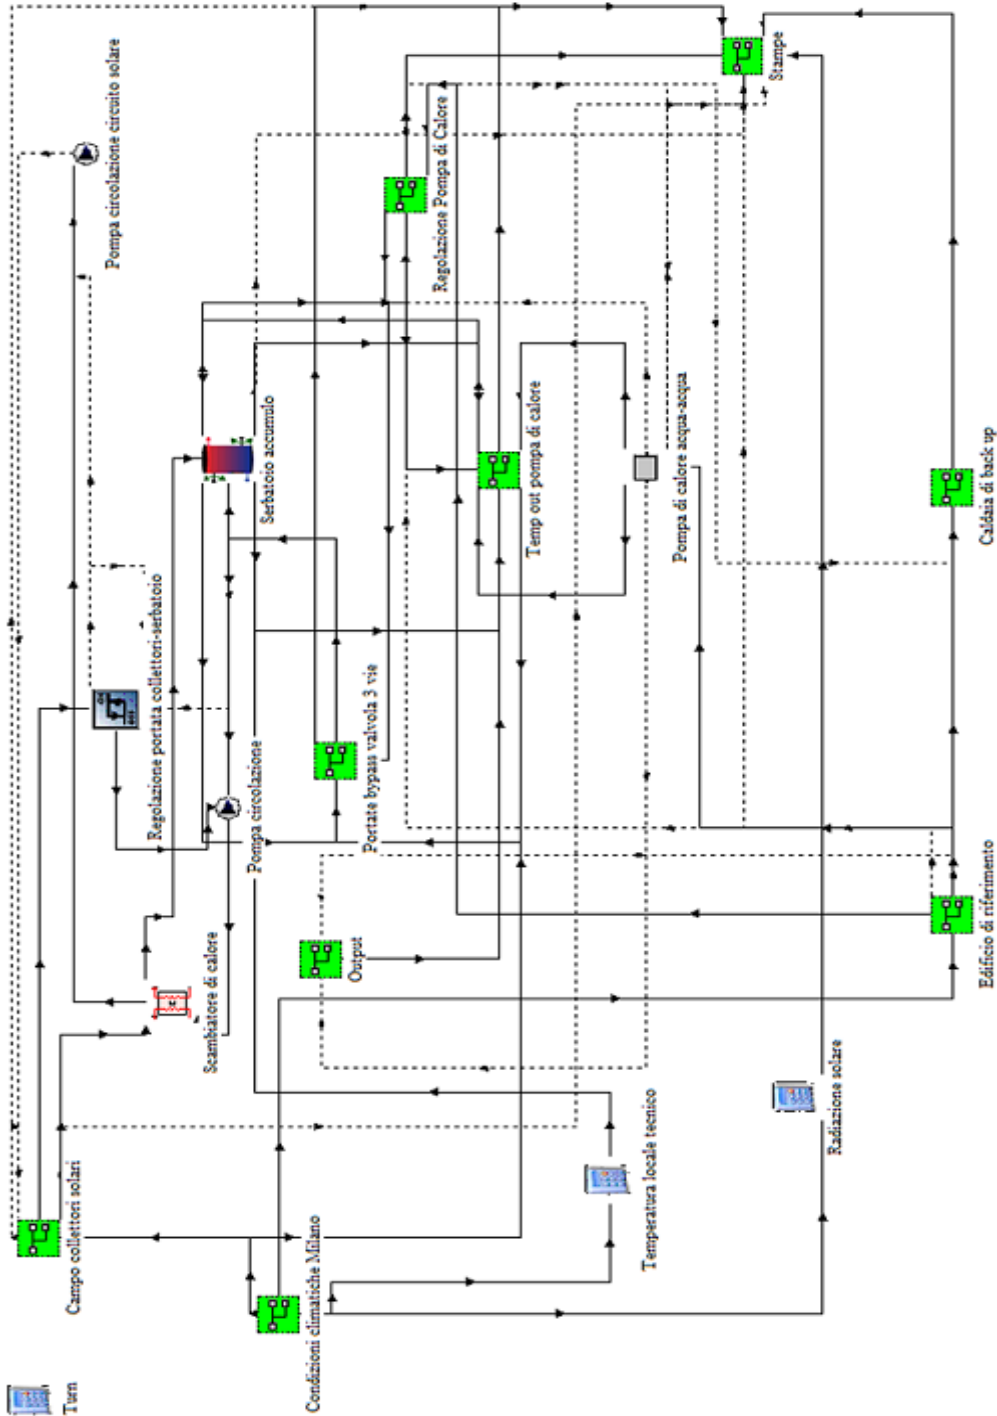 Turn
Campo collettori solari
Condizioni climatiche Milano
Temperatura locale tecnico
Radiazione solare
Scambiatore di calore
Output
Edificio di riferimento
Regolazione portata collettori-serbatoio
Pompa circolazione
Portate bypass valvola 3 vie
Serbatoio accumulo
Temp out pompa di calore
Pompa di calore acqua-acqua
Caldaia di back up
Pompa circolazione circuito solare
Regolazione Pompa di Calore
Stampe